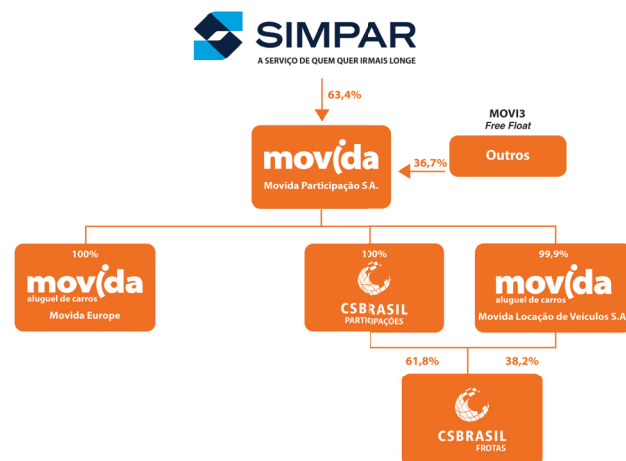 SIMPAR
A SERVIÇO DE QUEM QUER IR MAIS LONGE
63,4%
MOVI3
Free Float
Outros
36,7%
movida
Movida Participação S.A.
100%
movida
aluguel de carros
Movida Europe
100%
CSBRASIL
PARTICIPAÇÕES
99,9%
movida
aluguel de carros
Movida Locação de Veículos S.A
61,8%
38,2%
CSBRASIL
FROTAS